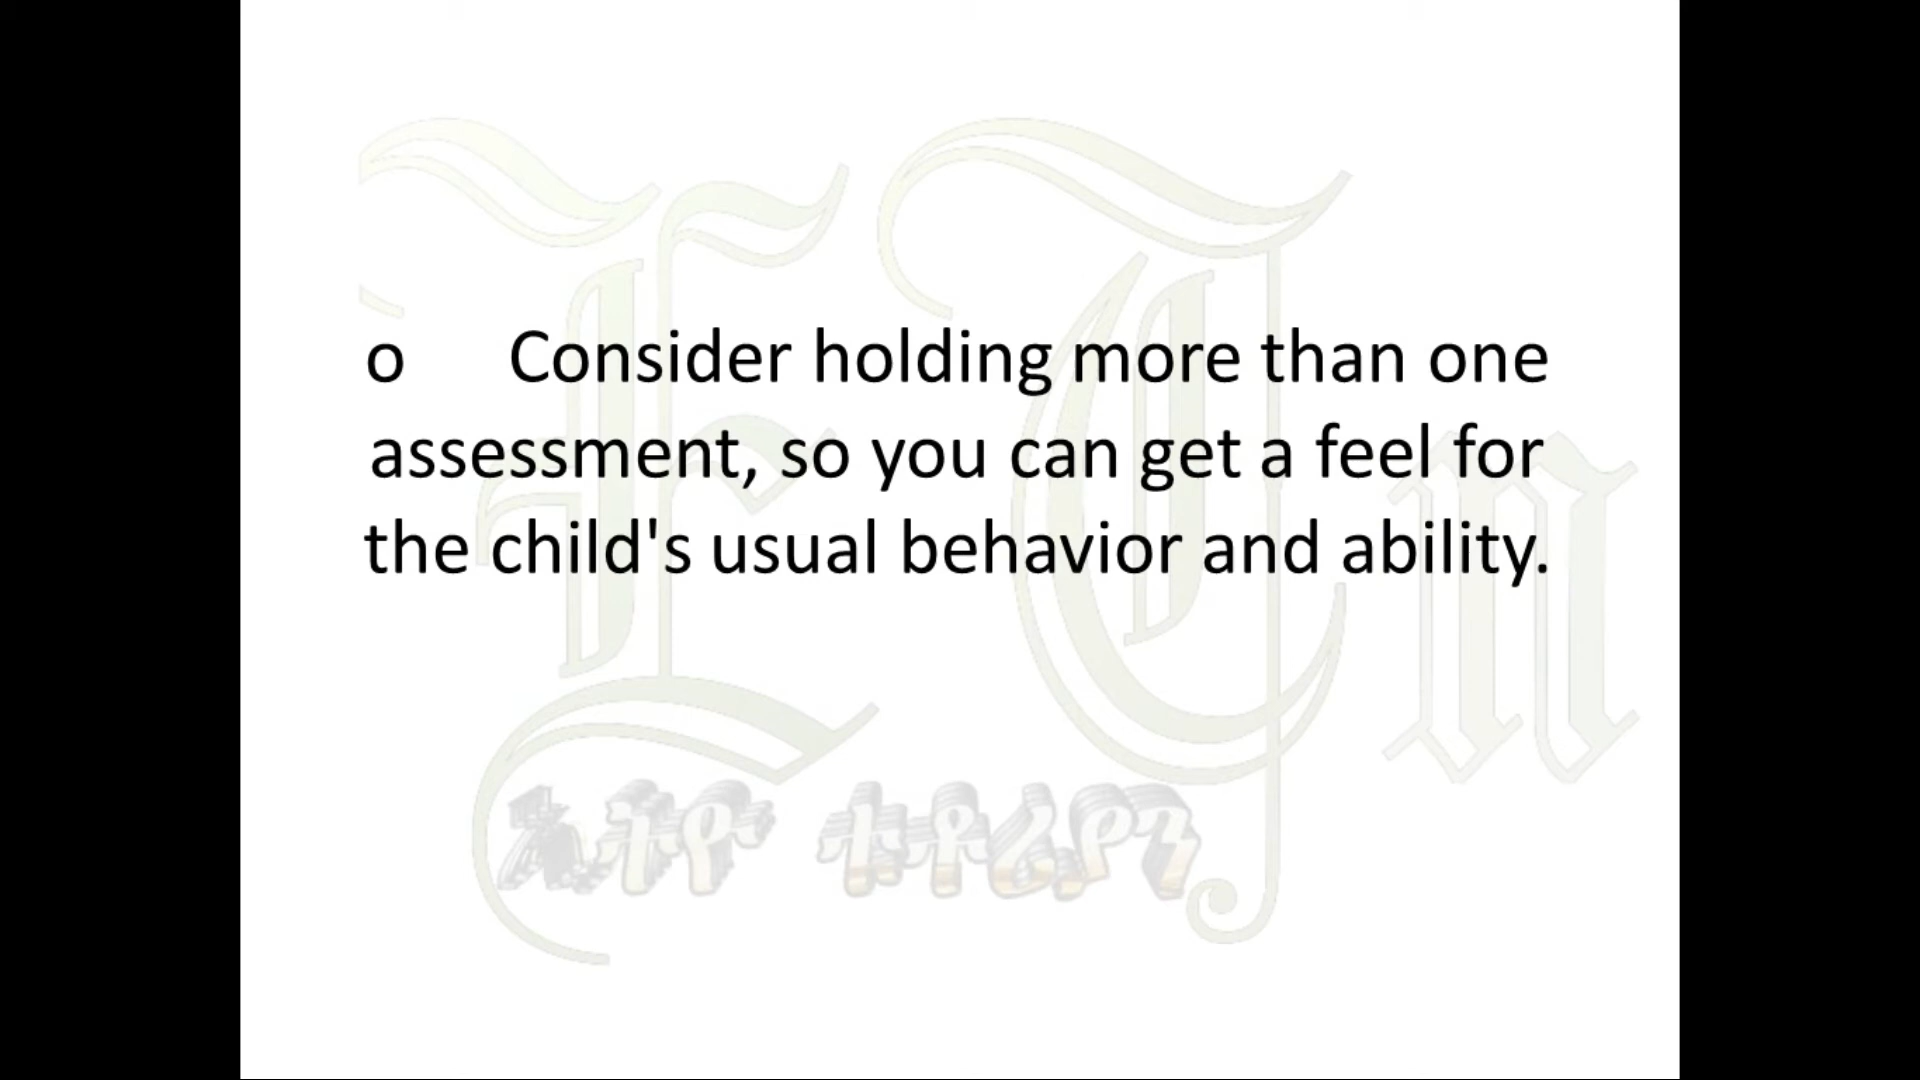 o Consider holding more than one
assessment, so you can get a feel for
the child's usual behavior and ability.